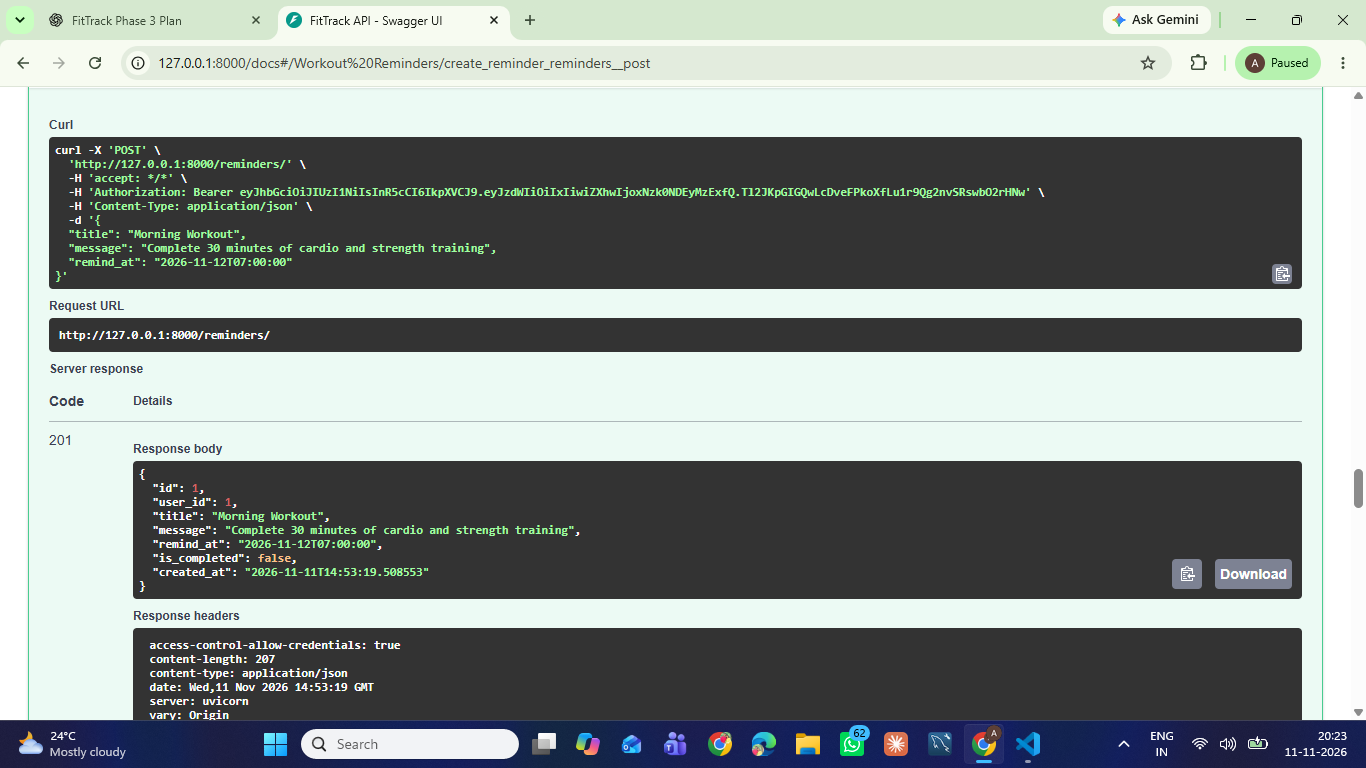 FitTrack Phase 3 Plan
FitTrack API - Swagger UI
Ask Gemini
127.0.0.1:8000/docs#/Workout%20Reminders/create_reminder_reminders__post
A
Paused
Curl
curl -X 'POST' \
'http://127.0.0.1:8000/reminders/' \
-H 'accept: */*' \
-H 'Authorization: Bearer eyJhbGciOiJIUzI1NiIsInR5cCI6IkpXVCJ9.eyJzdWIiOiIxIiwiZXhwIjoxNzk0NDEyMzExfQ.Tl2JKpGIGQwLcDveFPkoXfLu1r9Qg2nvSRswbO2rHNw' \
-H 'Content-Type: application/json' \
-d '{
"title": "Morning Workout",
"message": "Complete 30 minutes of cardio and strength training",
"remind_at": "2026-11-12T07:00:00"
}'
Request URL
http://127.0.0.1:8000/reminders/
Server response
Code Details
201
Response body
{
"id": 1,
"user_id": 1,
"title": "Morning Workout",
"message": "Complete 30 minutes of cardio and strength training",
"remind_at": "2026-11-12T07:00:00",
"is_completed": false,
"created_at": "2026-11-11T14:53:19.508553"
}
Download
Response headers
access-control-allow-credentials: true
content-length: 207
content-type: application/json
date: Wed,11 Nov 2026 14:53:19 GMT
server: uvicorn
vary: Origin
24°C
Mostly cloudy
Search
62
A
ENG
IN
20:23
11-11-2026